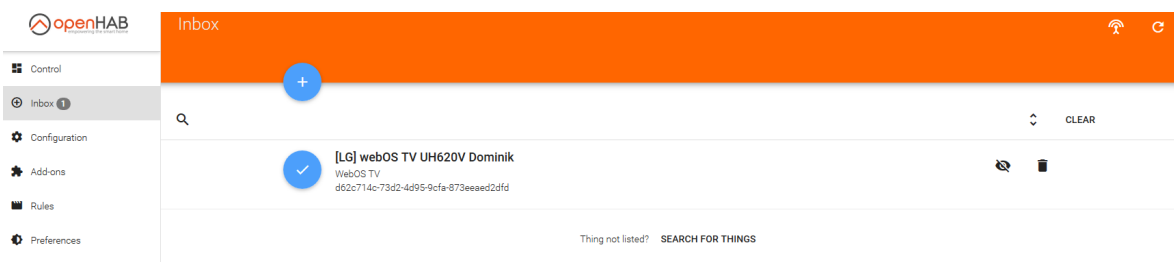 openHAB
empowering the smart home
Inbox
Control
Inbox 1
Configuration
Add-ons
Rules
Preferences
CLEAR
[LG] webOS TV UH620V Dominik
WebOS TV
d62c714c-73d2-4d95-9cfa-873eeaed2dfd
Thing not listed? SEARCH FOR THINGS